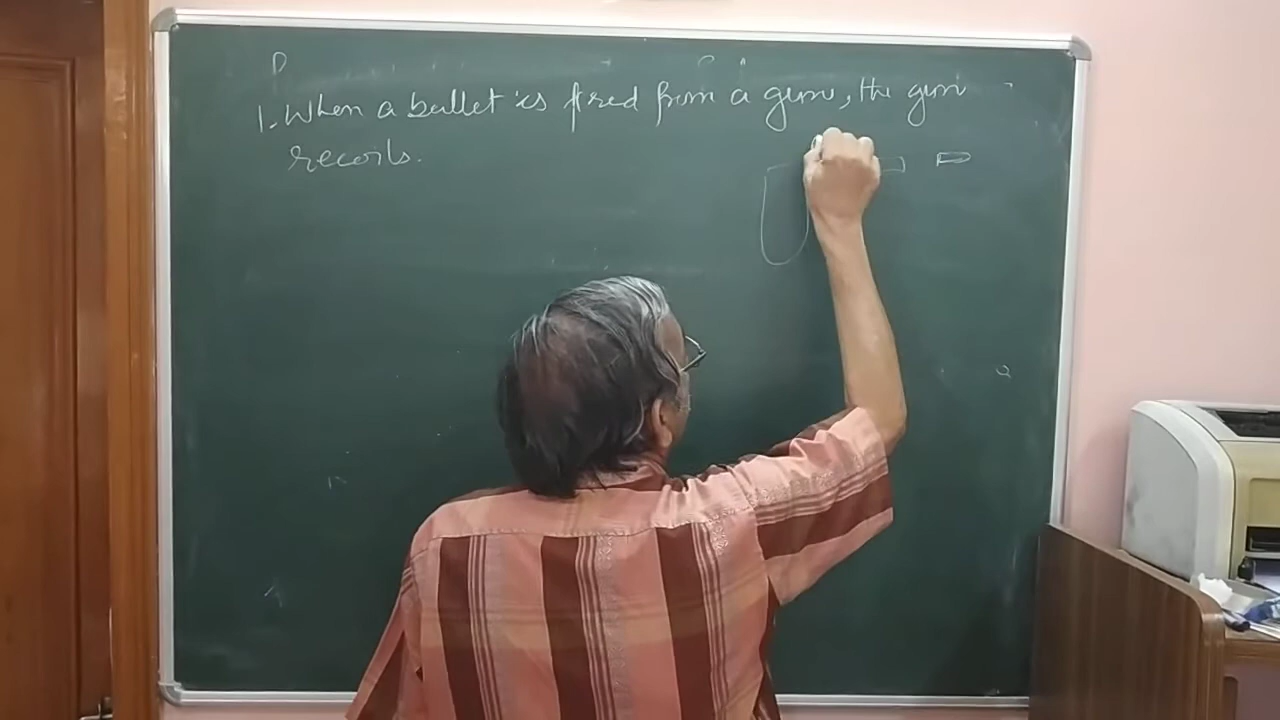 1. When a bullet is fired from a gun, the gun
recoils.